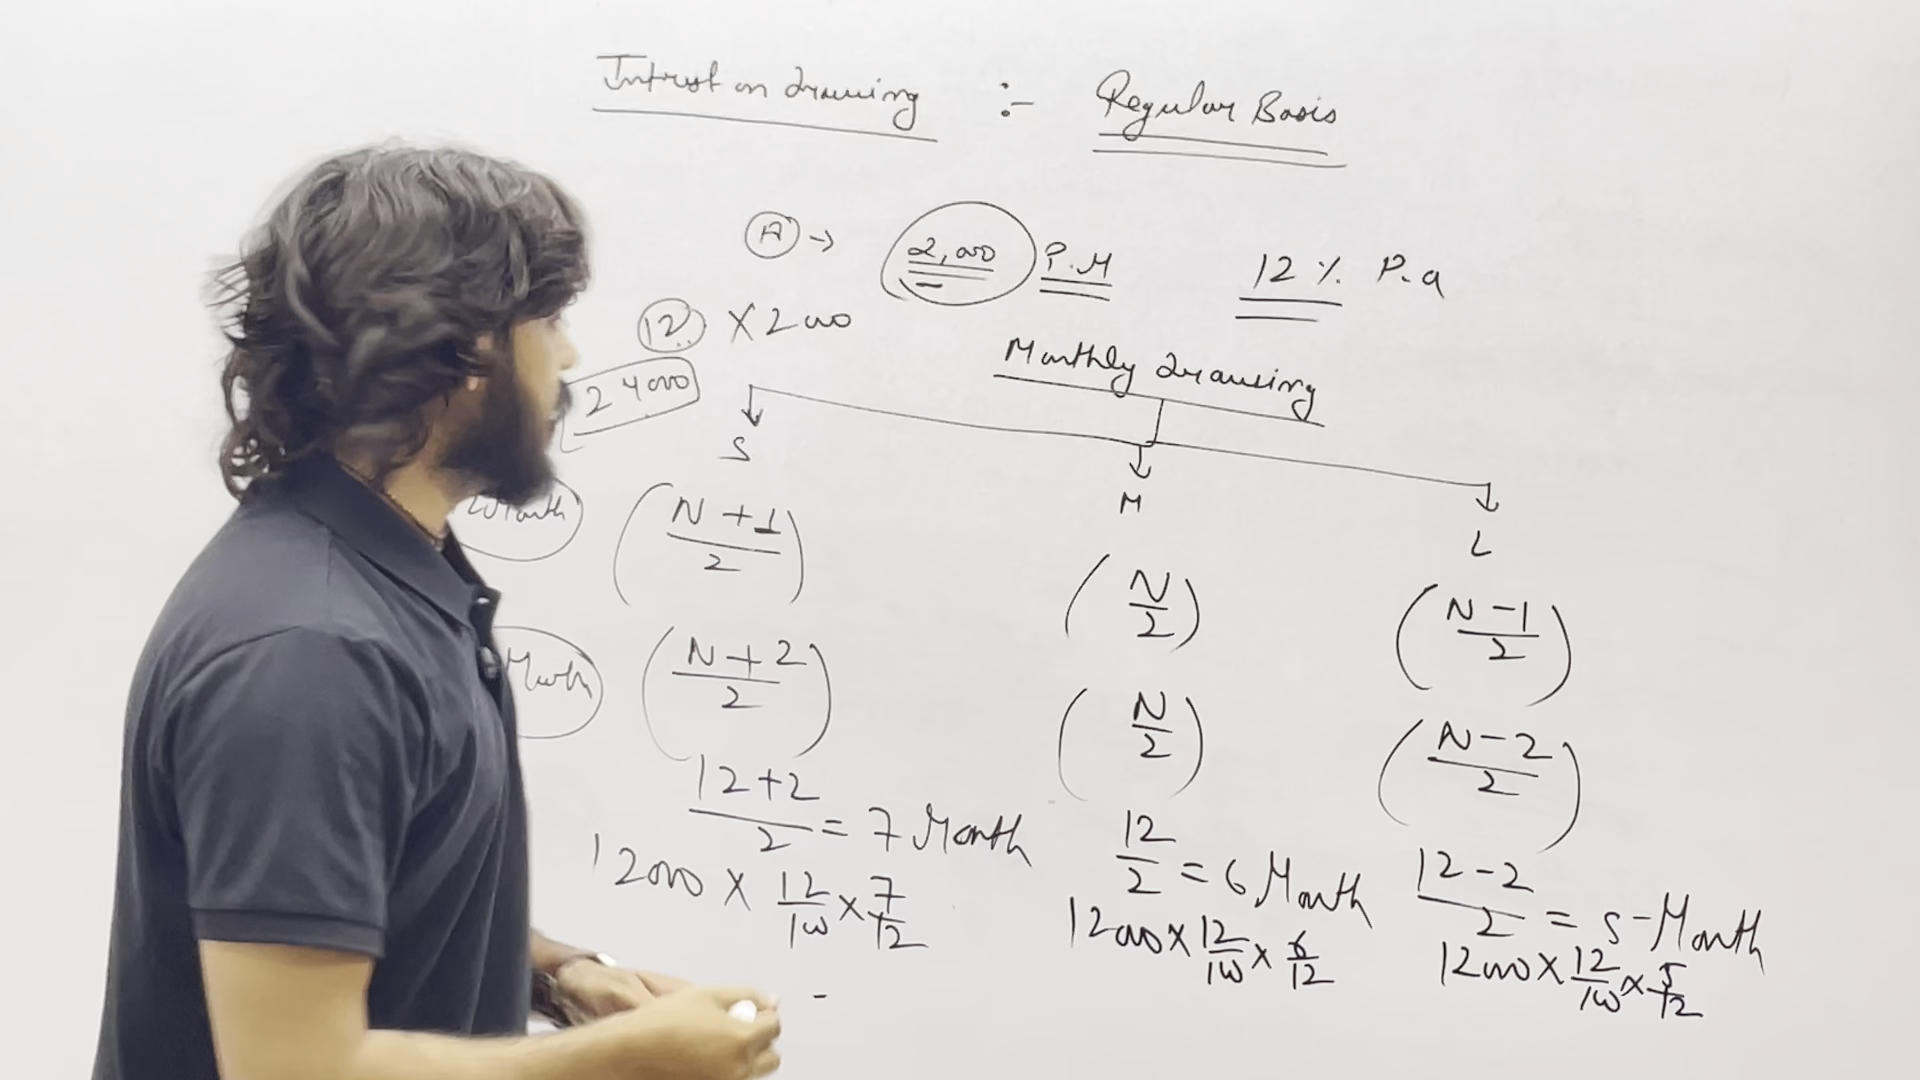 Intrest on drawing :- Regular Basis
A → 2,000 P.M 12 % P.a
12 × 2000
24000
Monthly drawing
S M L
Month (N+1/2) (N/2) (N-1/2)
(N+2/2) (N/2) (N-2/2)
12+2/2 = 7 Month 12/2 = 6 Month 12-2/2 = 5-Month
12000 × 12/100 × 7/12 12000 × 12/100 × 6/12 12000 × 12/100 × 5/12